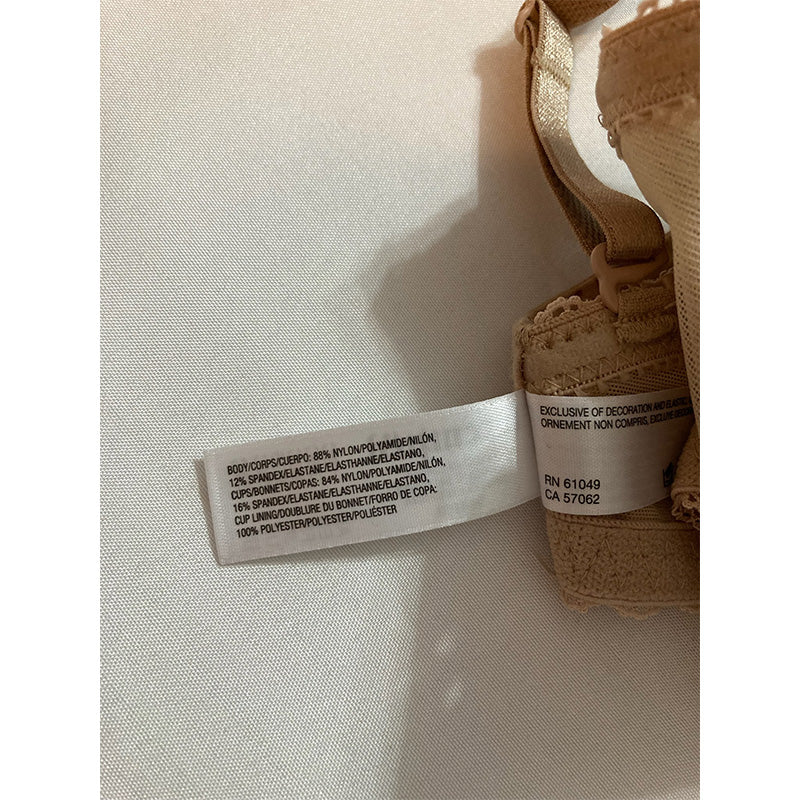 BODY/CORPS/CUERPO: 88% NYLON/POLYAMIDE/NILÓN,
12% SPANDEX/ELASTANE/ELASTHANNE/ELASTANO,
CUPS/BONNETS/COPAS: 84% NYLON/POLYAMIDE/NILÓN,
16% SPANDEX/ELASTANE/ELASTHANNE/ELASTANO,
CUP LINING/DOUBLURE DU BONNET/FORRO DE COPA:
100% POLYESTER/POLYESTER/POLIÉSTER
EXCLUSIVE OF DECORATION AND ELASTIC
ORNEMENT NON COMPRIS, EXCLUYE
RN 61049
CA 57062